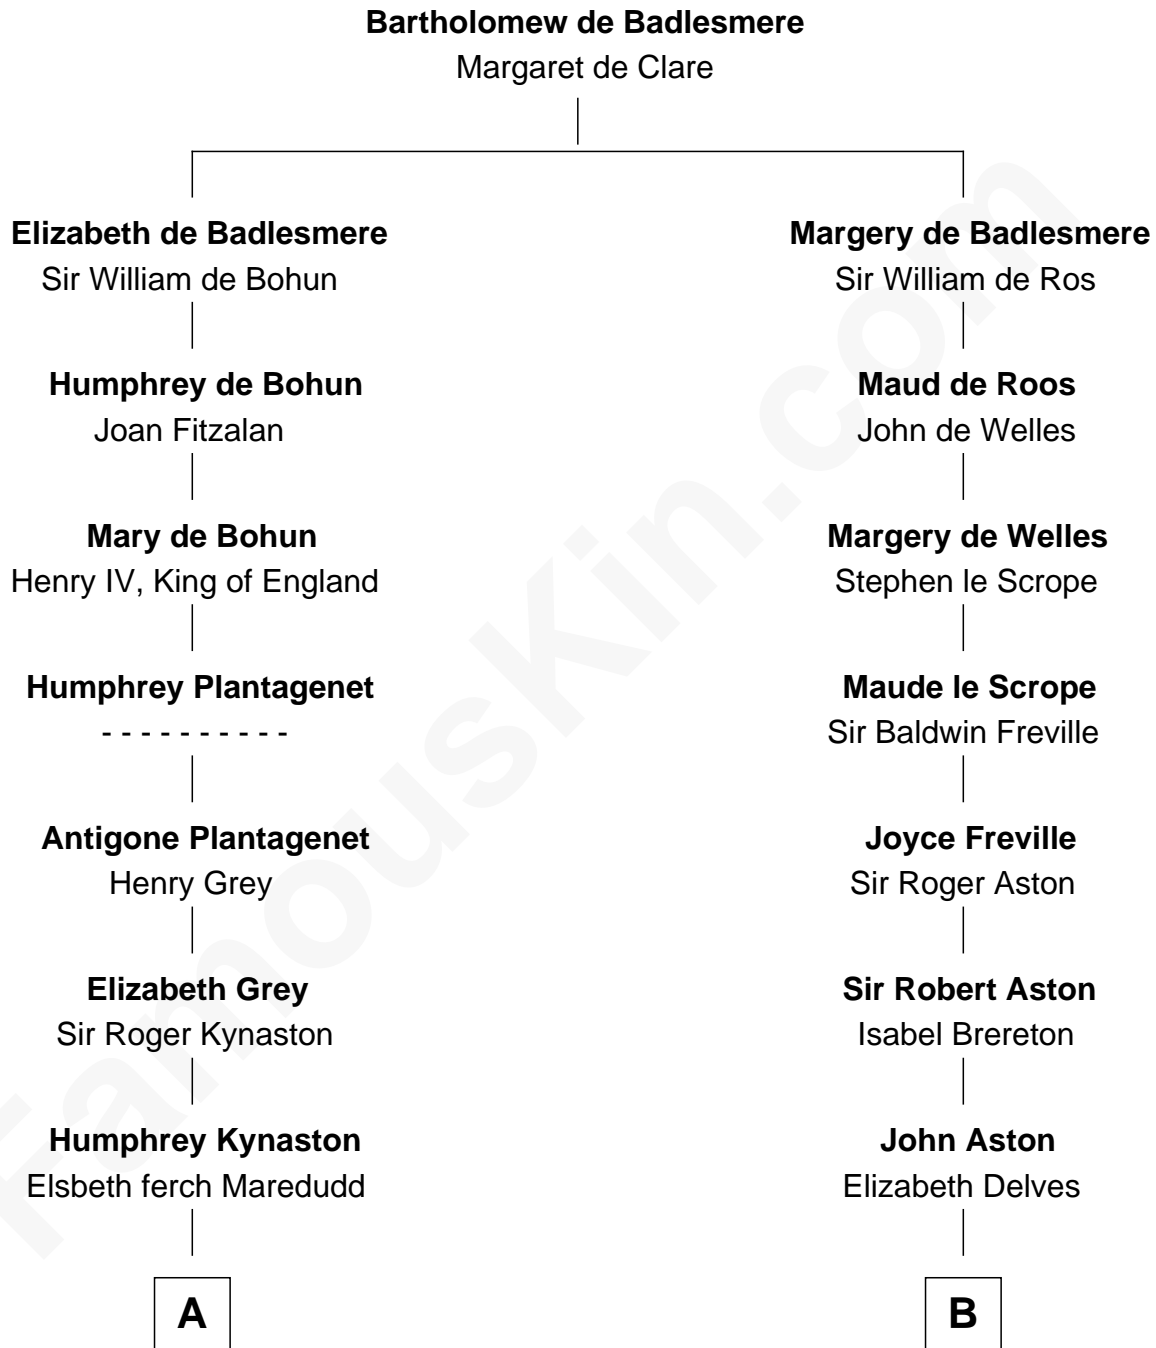 Bartholomew de Badlesmere
Margaret de Clare
Elizabeth de Badlesmere
Sir William de Bohun
Margery de Badlesmere
Sir William de Ros
Humphrey de Bohun
Joan Fitzalan
Maud de Roos
John de Welles
Mary de Bohun
Henry IV, King of England
Margery de Welles
Stephen le Scrope
Humphrey Plantagenet
- - - - - - - - - -
Maude le Scrope
Sir Baldwin Freville
Antigone Plantagenet
Henry Grey
Joyce Freville
Sir Roger Aston
Elizabeth Grey
Sir Roger Kynaston
Sir Robert Aston
Isabel Brereton
Humphrey Kynaston
Elsbeth ferch Maredudd
John Aston
Elizabeth Delves
A
B
FamousKin.com